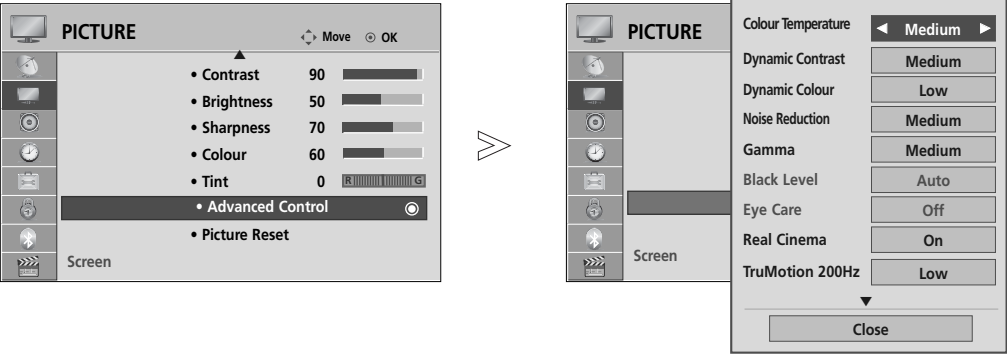 PICTURE
Move OK
• Contrast 90
• Brightness 50
• Sharpness 70
• Colour 60
• Tint 0 R G
• Advanced Control
• Picture Reset
Screen
PICTURE
Screen
Colour Temperature Medium
Dynamic Contrast Medium
Dynamic Colour Low
Noise Reduction Medium
Gamma Medium
Black Level Auto
Eye Care Off
Real Cinema On
TruMotion 200Hz Low
Close